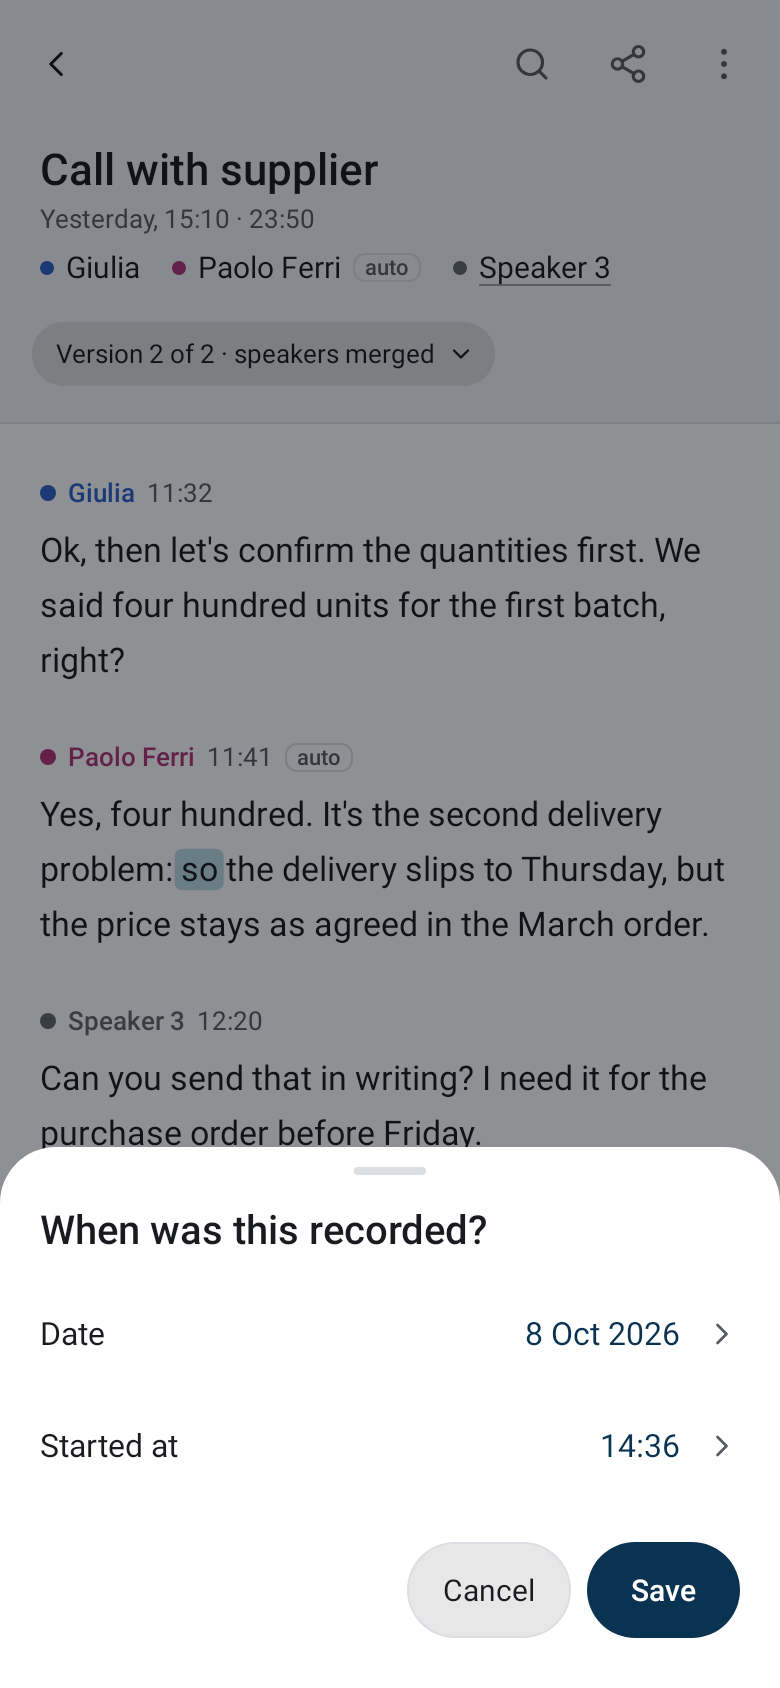 Call with supplier
Yesterday, 15:10 · 23:50
Giulia Paolo Ferri auto Speaker 3
Version 2 of 2 · speakers merged
Giulia 11:32
Ok, then let's confirm the quantities first. We
said four hundred units for the first batch,
right?
Paolo Ferri 11:41 auto
Yes, four hundred. It's the second delivery
problem: so the delivery slips to Thursday, but
the price stays as agreed in the March order.
Speaker 3 12:20
Can you send that in writing? I need it for the
purchase order before Friday.
When was this recorded?
Date 8 Oct 2026
Started at 14:36
Cancel Save